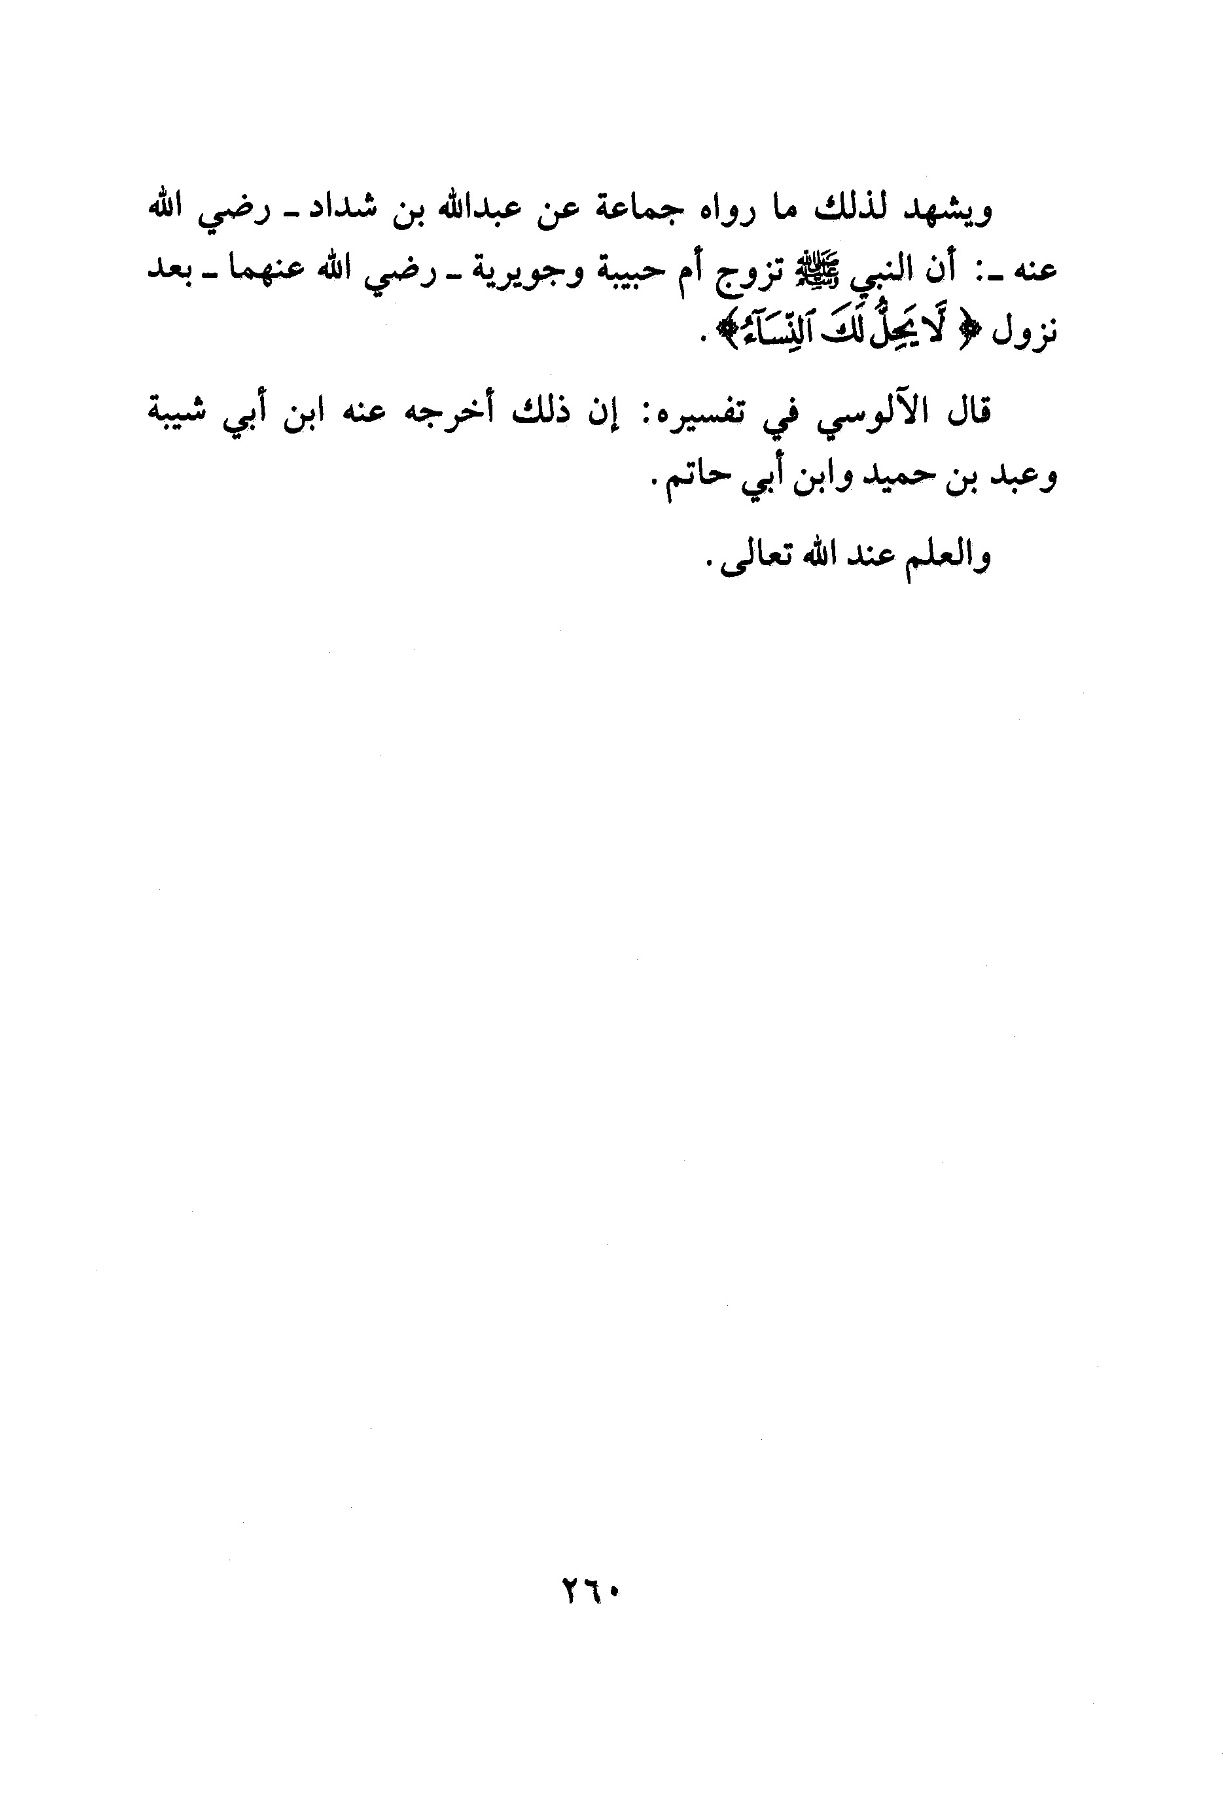 ويشهد لذلك ما رواه جماعة عن عبدالله بن شداد ـ رضي الله
عنه ـ: أن النبي ﷺ تزوج أم حبيبة وجويرية ـ رضي الله عنهما ـ بعد
نزول ﴿ لَّا يَحِلُّ لَكَ ٱلنِّسَآءُ﴾ .
قال الآلوسي في تفسيره: إن ذلك أخرجه عنه ابن أبي شيبة
وعبد بن حميد وابن أبي حاتم .
والعلم عند الله تعالى .
٢٦٠